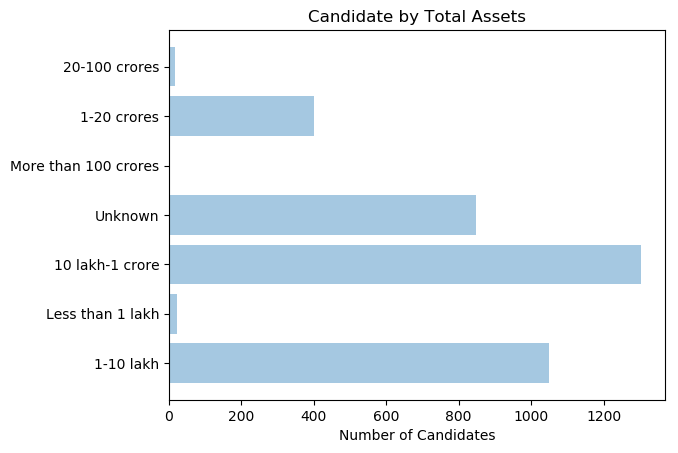 Candidate by Total Assets
20-100 crores
1-20 crores
More than 100 crores
Unknown
10 lakh-1 crore
Less than 1 lakh
1-10 lakh
0 200 400 600 800 1000 1200
Number of Candidates